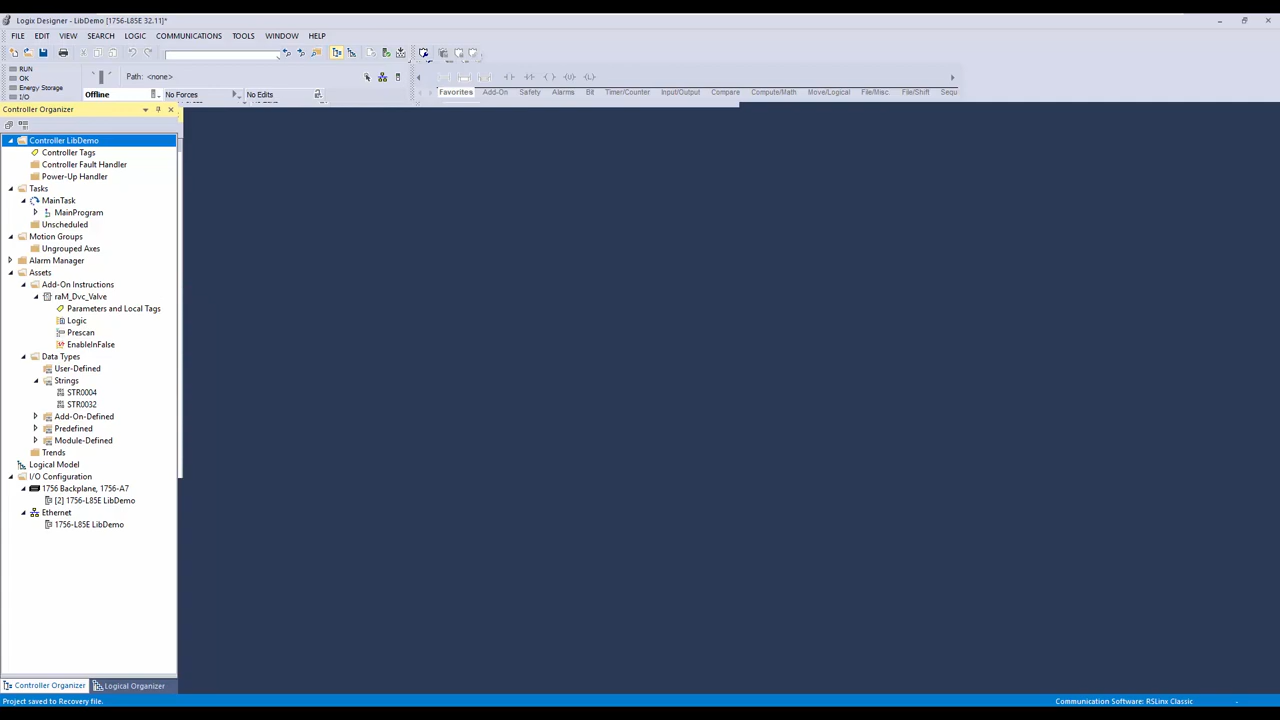 Logix Designer - LibDemo [1756-L85E 32.11]*
FILE EDIT VIEW SEARCH LOGIC COMMUNICATIONS TOOLS WINDOW HELP
RUN
OK
Energy Storage
I/O
Path: <none>
Offline
No Forces
No Edits
Favorites Add-On Safety Alarms Bit Timer/Counter Input/Output Compare Compute/Math Move/Logical File/Misc. File/Shift Sequ
Controller Organizer
Controller LibDemo
Controller Tags
Controller Fault Handler
Power-Up Handler
Tasks
MainTask
MainProgram
Unscheduled
Motion Groups
Ungrouped Axes
Alarm Manager
Assets
Add-On Instructions
raM_Dvc_Valve
Parameters and Local Tags
Logic
Prescan
EnableInFalse
Data Types
User-Defined
Strings
STR0004
STR0032
Add-On-Defined
Predefined
Module-Defined
Trends
Logical Model
I/O Configuration
1756 Backplane, 1756-A7
[2] 1756-L85E LibDemo
Ethernet
1756-L85E LibDemo
Controller Organizer Logical Organizer
Project saved to Recovery file.
Communication Software: RSLinx Classic